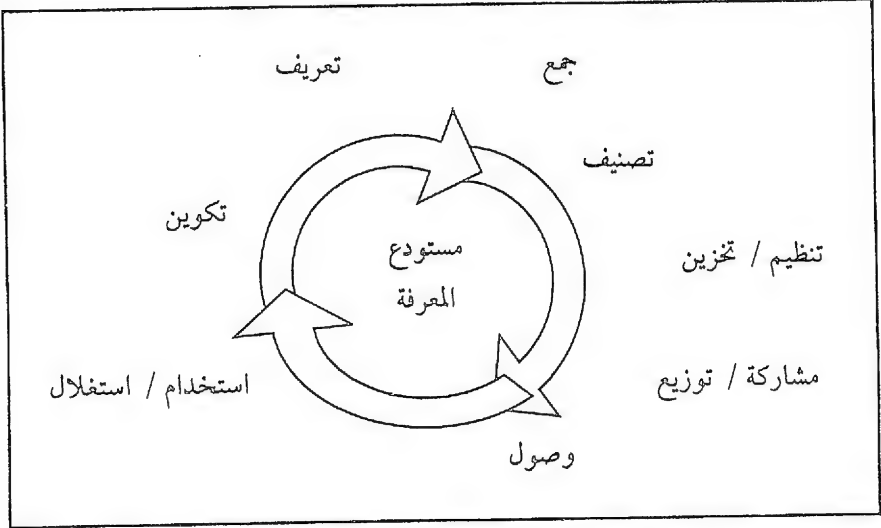 جمع
تعريف
تصنيف
تكوين
مستودع
المعرفة
تنظيم / تخزين
مشاركة / توزيع
استخدام / استغلال
وصول